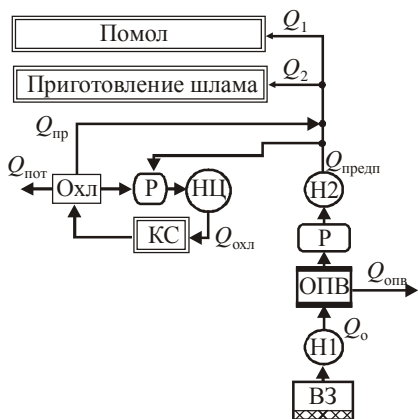 Помол
Q₁
Приготовление шлама
Q₂
Qпр
Qпредп
Qпот
Охл
Р
НЦ
Н2
КС
Qохл
Р
ОПВ
Qопв
Qо
Н1
ВЗ